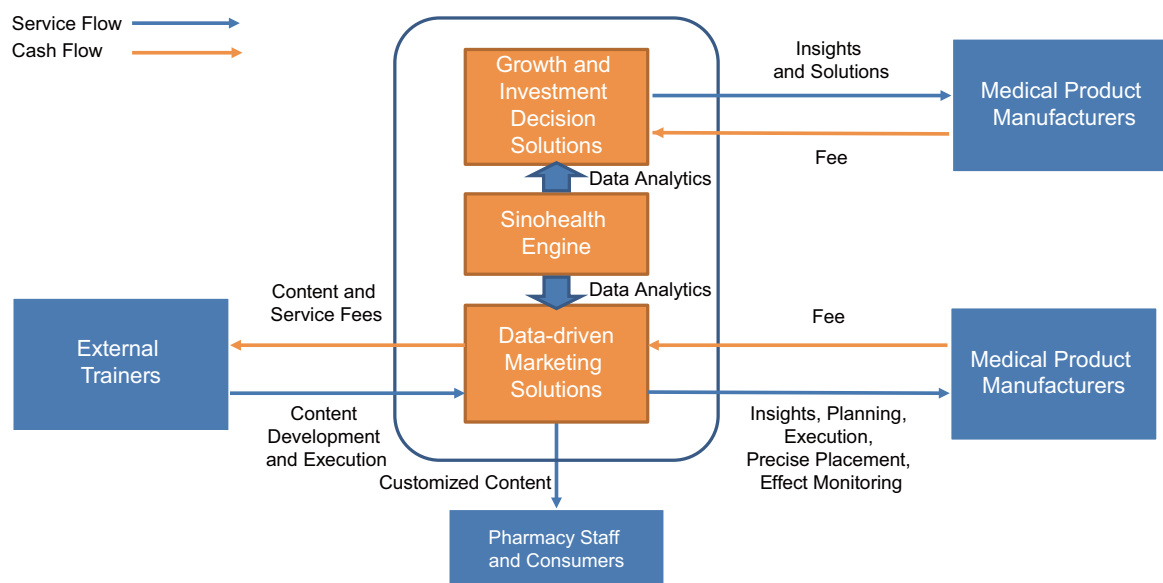 Service Flow
Cash Flow
Growth and
Investment
Decision
Solutions
Insights
and Solutions
Medical Product
Manufacturers
Fee
Data Analytics
Sinohealth
Engine
Data Analytics
Content and
Service Fees
External
Trainers
Data-driven
Marketing
Solutions
Fee
Medical Product
Manufacturers
Content
Development
and Execution
Insights, Planning,
Execution,
Precise Placement,
Effect Monitoring
Customized Content
Pharmacy Staff
and Consumers